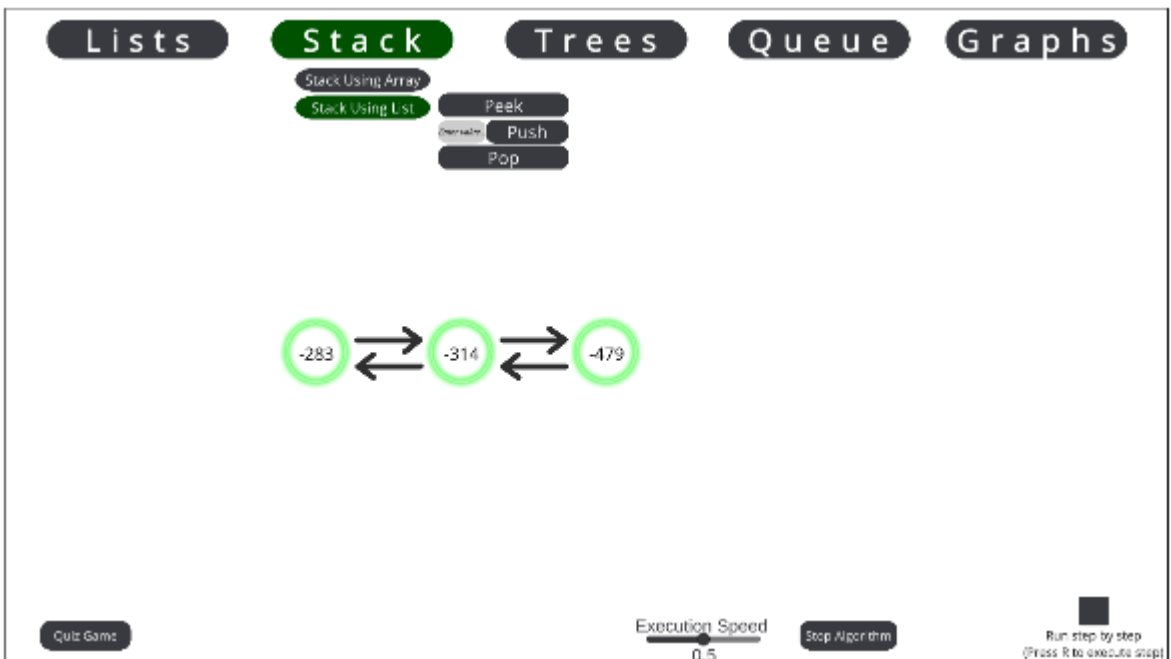 Lists
Stack
Trees
Queue
Graphs
Stack Using Array
Stack Using List
Peek
Push
Pop
-283
-314
-479
Quiz Game
Execution Speed
0.5
Stop Algorithm
Run step by step
(Press R to execute step)